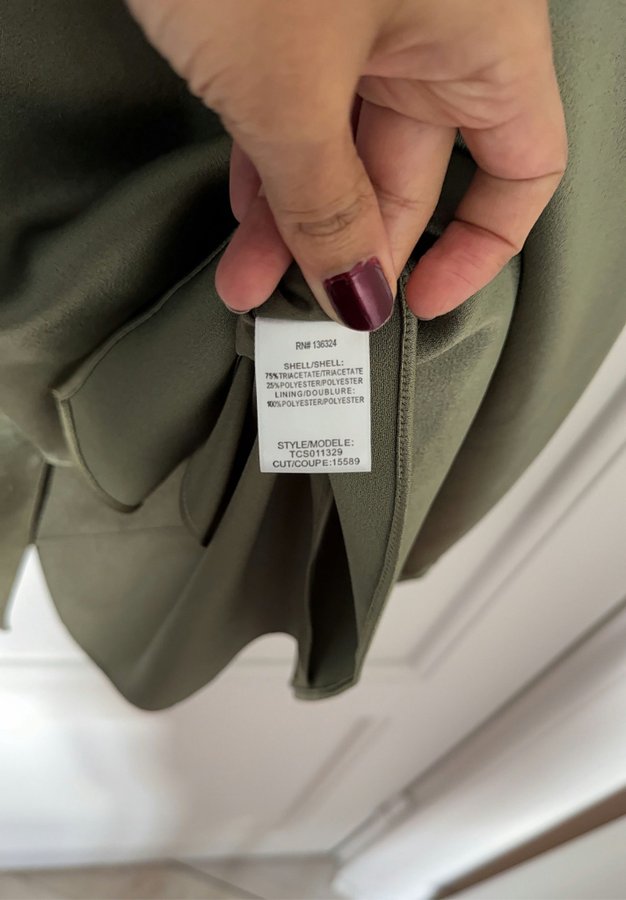 RN# 136324
SHELL/SHELL:
75%TRIACETATE/TRIACETATE
25%POLYESTER/POLYESTER
LINING/DOUBLURE:
100%POLYESTER/POLYESTER
STYLE/MODELE:
TCS011329
CUT/COUPE:15589